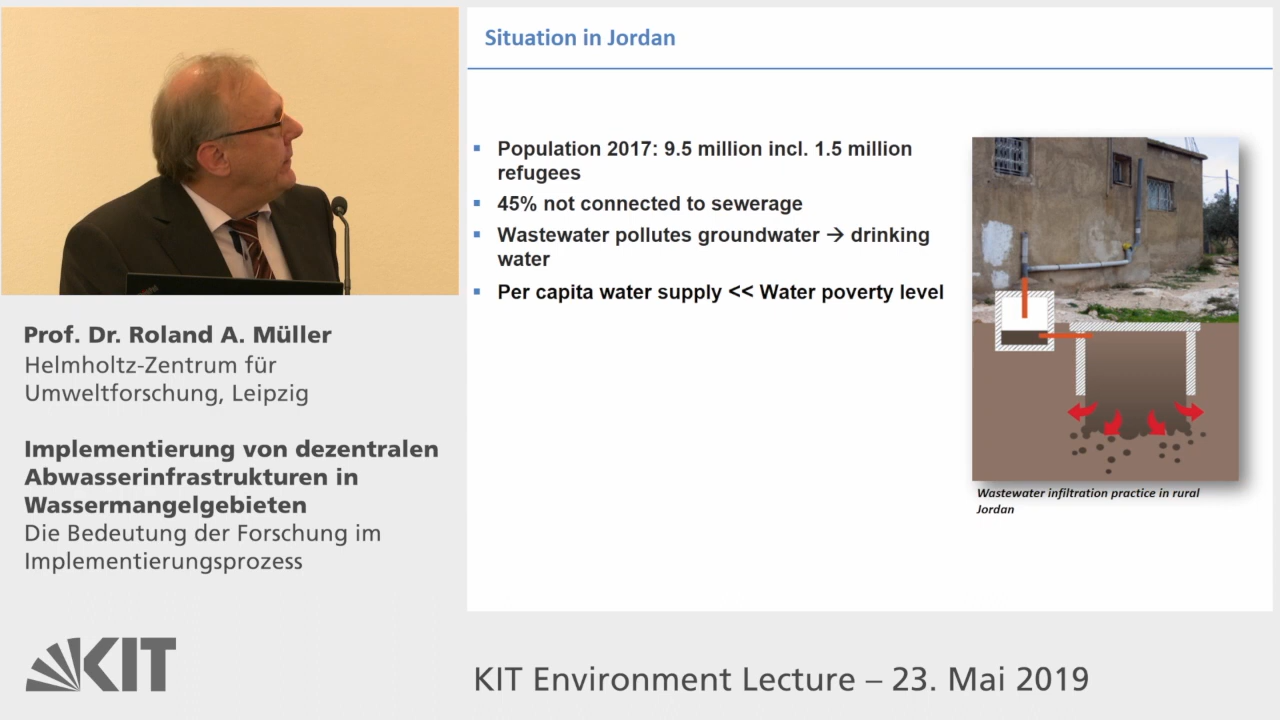 Situation in Jordan
▪ Population 2017: 9.5 million incl. 1.5 million
refugees
▪ 45% not connected to sewerage
▪ Wastewater pollutes groundwater → drinking
water
▪ Per capita water supply << Water poverty level
Wastewater infiltration practice in rural
Jordan
Prof. Dr. Roland A. Müller
Helmholtz-Zentrum für
Umweltforschung, Leipzig
Implementierung von dezentralen
Abwasserinfrastrukturen in
Wassermangelgebieten
Die Bedeutung der Forschung im
Implementierungsprozess
KIT
KIT Environment Lecture – 23. Mai 2019